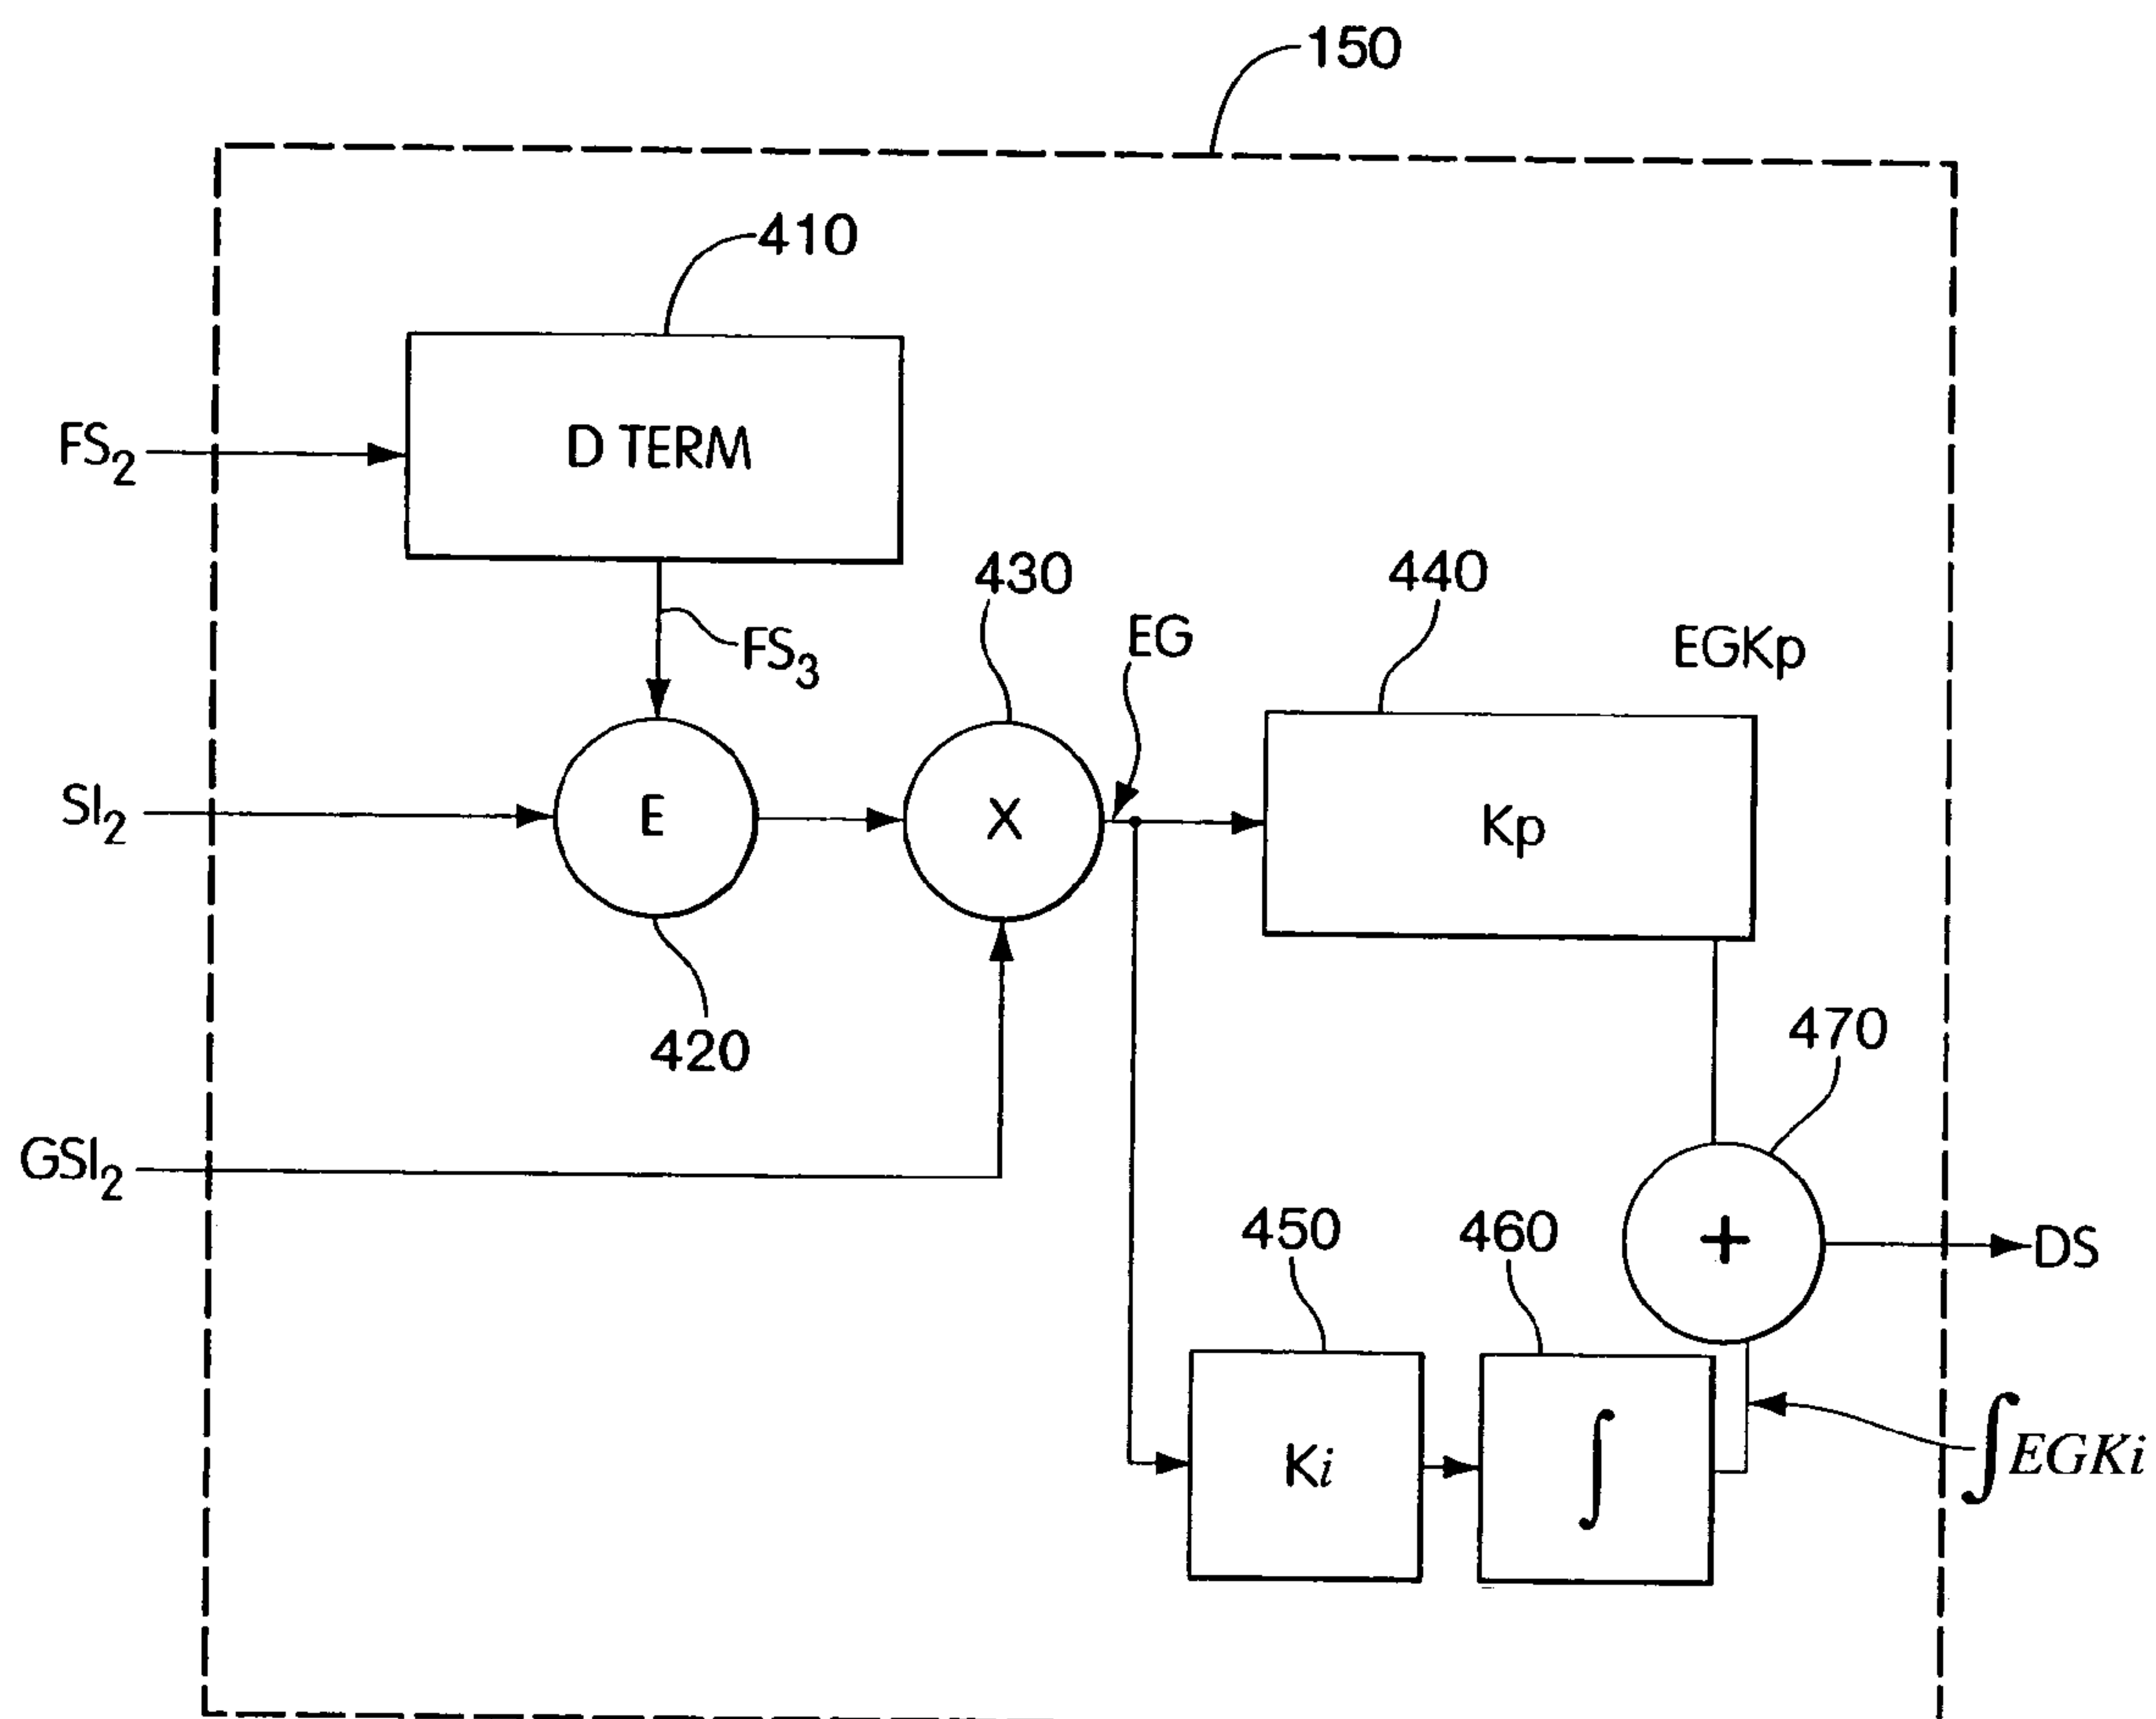 150
410
D TERM
FS2
FS3
430
EG
440
EGKp
SI2
E
X
Kp
420
470
GSI2
450
460
+
DS
Ki
∫
∫EGKi